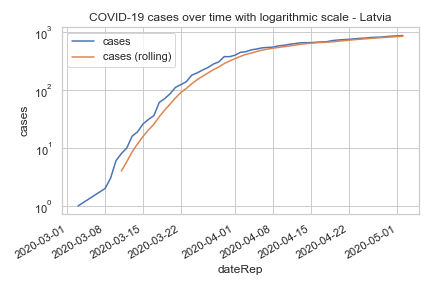 COVID-19 cases over time with logarithmic scale - Latvia
cases
cases (rolling)
10³
10²
10¹
10⁰
cases
2020-03-01
2020-03-08
2020-03-15
2020-03-22
2020-04-01
2020-04-08
2020-04-15
2020-04-22
2020-05-01
dateRep